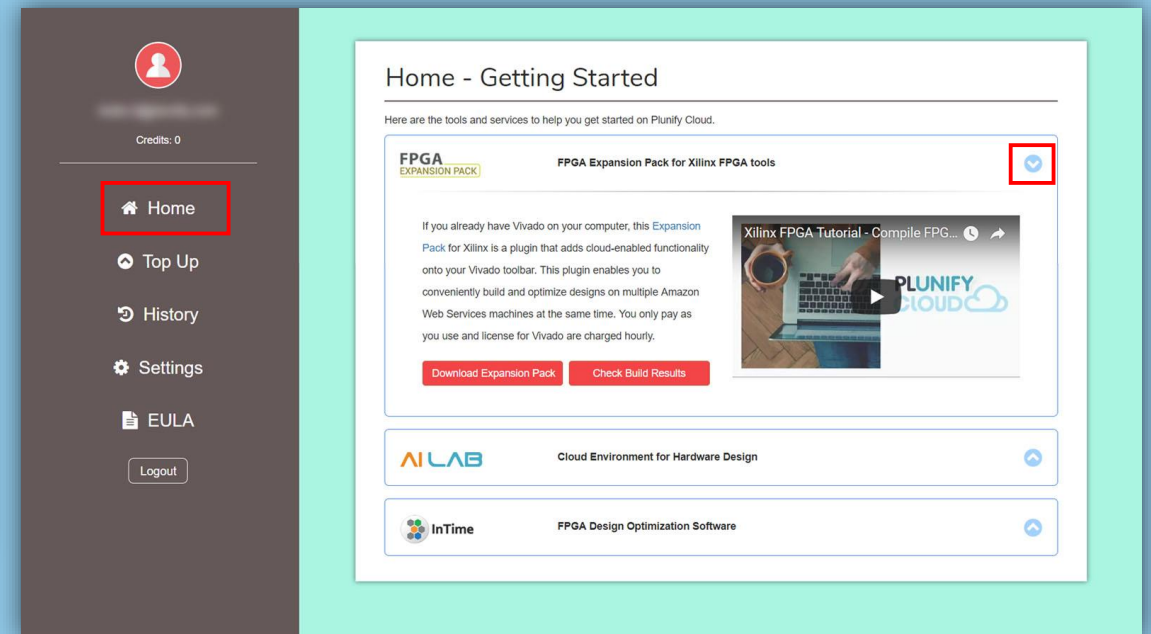 Credits: 0
Home
Top Up
History
Settings
EULA
Logout
Home - Getting Started
Here are the tools and services to help you get started on Plunify Cloud.
FPGA
EXPANSION PACK
FPGA Expansion Pack for Xilinx FPGA tools
If you already have Vivado on your computer, this Expansion
Pack for Xilinx is a plugin that adds cloud-enabled functionality
onto your Vivado toolbar. This plugin enables you to
conveniently build and optimize designs on multiple Amazon
Web Services machines at the same time. You only pay as
you use and license for Vivado are charged hourly.
Download Expansion Pack
Check Build Results
Xilinx FPGA Tutorial - Compile FPG...
PLUNIFY
CLOUD
AI LAB
Cloud Environment for Hardware Design
InTime
FPGA Design Optimization Software